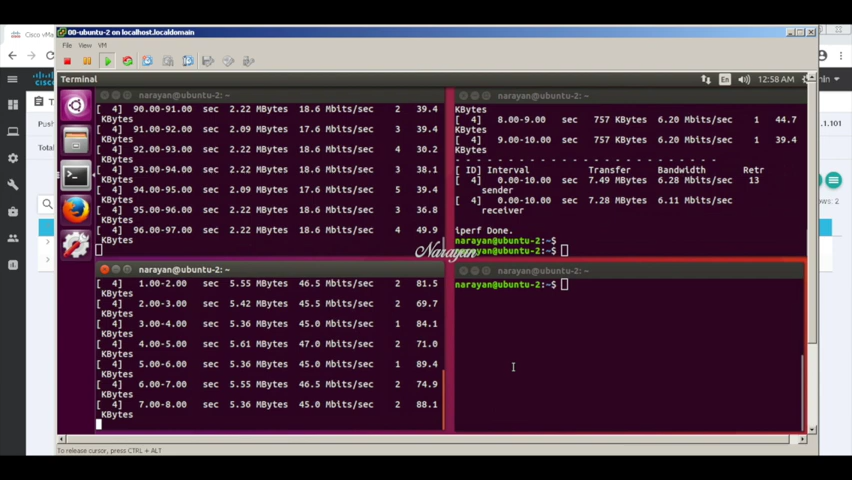 00-ubuntu-2 on localhost.localdomain
File View VM
Terminal
En
12:58 AM
narayan@ubuntu-2: ~
[ 4] 90.00-91.00 sec 2.22 MBytes 18.6 Mbits/sec 2 39.4
KBytes
[ 4] 91.00-92.00 sec 2.09 MBytes 17.6 Mbits/sec 3 39.4
KBytes
[ 4] 92.00-93.00 sec 2.22 MBytes 18.6 Mbits/sec 4 30.2
KBytes
[ 4] 93.00-94.00 sec 2.22 MBytes 18.6 Mbits/sec 3 38.1
KBytes
[ 4] 94.00-95.00 sec 2.09 MBytes 17.6 Mbits/sec 5 39.4
KBytes
[ 4] 95.00-96.00 sec 2.22 MBytes 18.6 Mbits/sec 3 36.8
KBytes
[ 4] 96.00-97.00 sec 2.22 MBytes 18.6 Mbits/sec 4 49.9
KBytes
narayan@ubuntu-2: ~
KBytes
[ 4] 8.00-9.00 sec 757 KBytes 6.20 Mbits/sec 1 44.7
KBytes
[ 4] 9.00-10.00 sec 757 KBytes 6.20 Mbits/sec 1 39.4
KBytes
- - - - - - - - - - - - - - - - - - - - - - - - -
[ ID] Interval Transfer Bandwidth Retr
[ 4] 0.00-10.00 sec 7.49 MBytes 6.28 Mbits/sec 13
sender
[ 4] 0.00-10.00 sec 7.28 MBytes 6.11 Mbits/sec
receiver
iperf Done.
narayan@ubuntu-2:~$
narayan@ubuntu-2:~$
Narayan
narayan@ubuntu-2: ~
[ 4] 1.00-2.00 sec 5.55 MBytes 46.5 Mbits/sec 2 81.5
KBytes
[ 4] 2.00-3.00 sec 5.42 MBytes 45.5 Mbits/sec 2 69.7
KBytes
[ 4] 3.00-4.00 sec 5.36 MBytes 45.0 Mbits/sec 1 84.1
KBytes
[ 4] 4.00-5.00 sec 5.61 MBytes 47.0 Mbits/sec 2 71.0
KBytes
[ 4] 5.00-6.00 sec 5.36 MBytes 45.0 Mbits/sec 1 89.4
KBytes
[ 4] 6.00-7.00 sec 5.55 MBytes 46.5 Mbits/sec 2 74.9
KBytes
[ 4] 7.00-8.00 sec 5.36 MBytes 45.0 Mbits/sec 2 88.1
KBytes
narayan@ubuntu-2: ~
narayan@ubuntu-2:~$
To release cursor, press CTRL + ALT
Cisco vMa
cisco
Push
Total
1.101
ows: 2